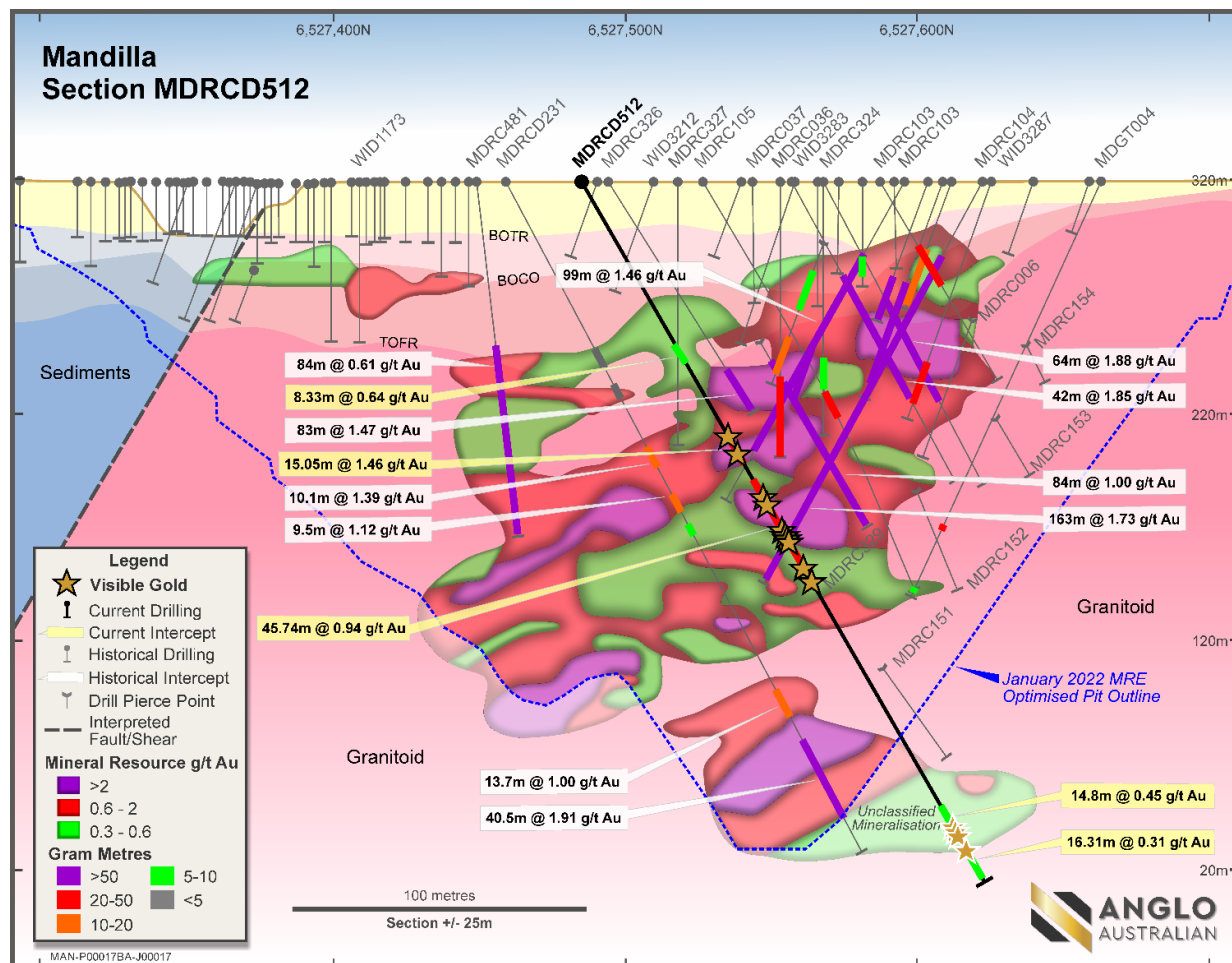 6,527,400
6,527,500
6,527,600
Mandilla
Section MDRCD512
WID1173
MDRC481
MDRCD231
MDRCD512
MDRC326
WID3212
MDRC327
MDRC105
MDRC037
MDRC036
WID3283
MDRC324
MDRC103
MDRC103
MDRC104
WID3287
MDGT004
320m
BOTR
BOCO
TOFR
99m @ 1.46 g/t Au
MDRC006
MDRC154
Sediments
84m @ 0.61 g/t Au
8.33m @ 0.64 g/t Au
83m @ 1.47 g/t Au
15.05m @ 1.46 g/t Au
10.1m @ 1.39 g/t Au
9.5m @ 1.12 g/t Au
64m @ 1.88 g/t Au
42m @ 1.85 g/t Au
220m
MDRC153
84m @ 1.00 g/t Au
163m @ 1.73 g/t Au
MDRC329
MDRC152
Granitoid
45.74m @ 0.94 g/t Au
120m
MDRC151
January 2022 MRE
Optimised Pit Outline
Granitoid
13.7m @ 1.00 g/t Au
40.5m @ 1.91 g/t Au
Unclassified
Mineralisation
14.8m @ 0.45 g/t Au
16.31m @ 0.31 g/t Au
20m
Legend
Visible Gold
Current Drilling
Current Intercept
Historical Drilling
Historical Intercept
Drill Pierce Point
Interpreted
Fault/Shear
Mineral Resource g/t Au
>2
0.6 - 2
0.3 - 0.6
Gram Metres
>50
5-10
20-50
<5
10-20
100 metres
Section +/- 25m
ANGLO
AUSTRALIAN
MAN-P00017BA-J00017